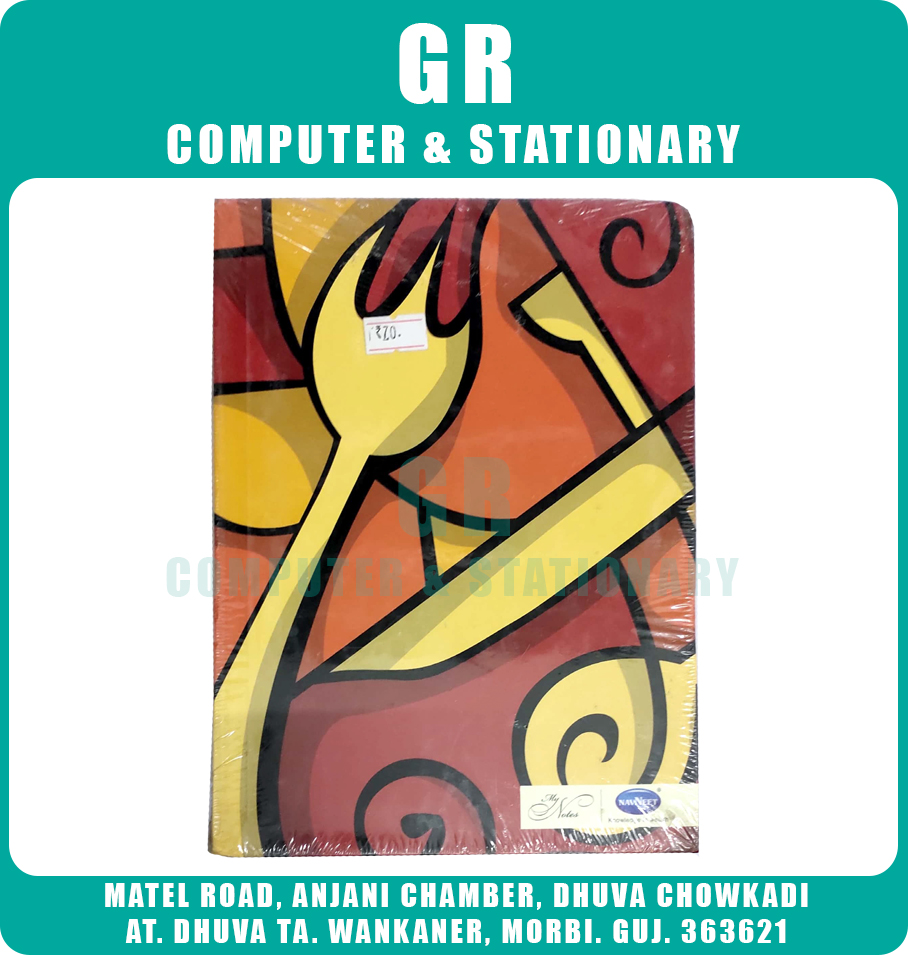 GR
COMPUTER & STATIONARY
₹70.
GR
COMPUTER & STATIONARY
My
Notes
NAVNEET
MATEL ROAD, ANJANI CHAMBER, DHUVA CHOWKADI
AT. DHUVA TA. WANKANER, MORBI. GUJ. 363621